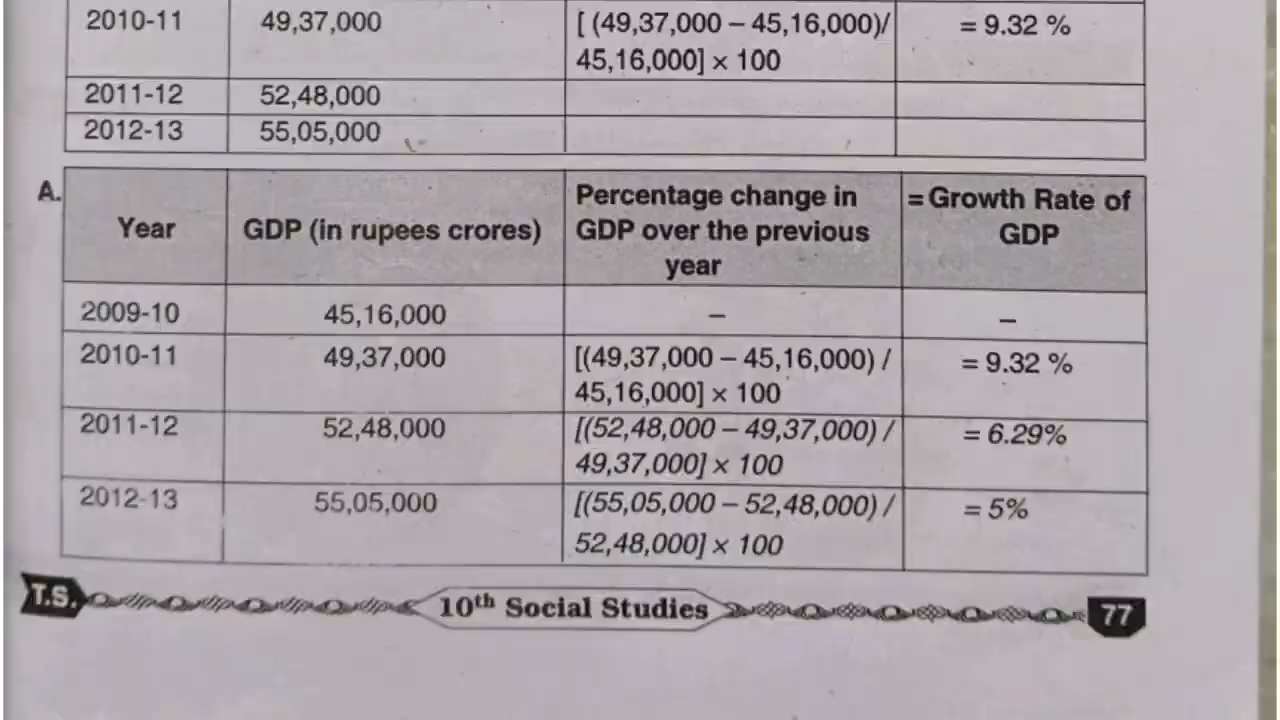 2010-11 49,37,000 [ (49,37,000 – 45,16,000)/ = 9.32 %
45,16,000] × 100
2011-12 52,48,000
2012-13 55,05,000
A.
Year GDP (in rupees crores) Percentage change in GDP over the previous year = Growth Rate of GDP
2009-10 45,16,000 – –
2010-11 49,37,000 [(49,37,000 – 45,16,000) / = 9.32 %
45,16,000] × 100
2011-12 52,48,000 [(52,48,000 – 49,37,000) / = 6.29%
49,37,000] × 100
2012-13 55,05,000 [(55,05,000 – 52,48,000) / = 5%
52,48,000] × 100
T.S. 10th Social Studies 77